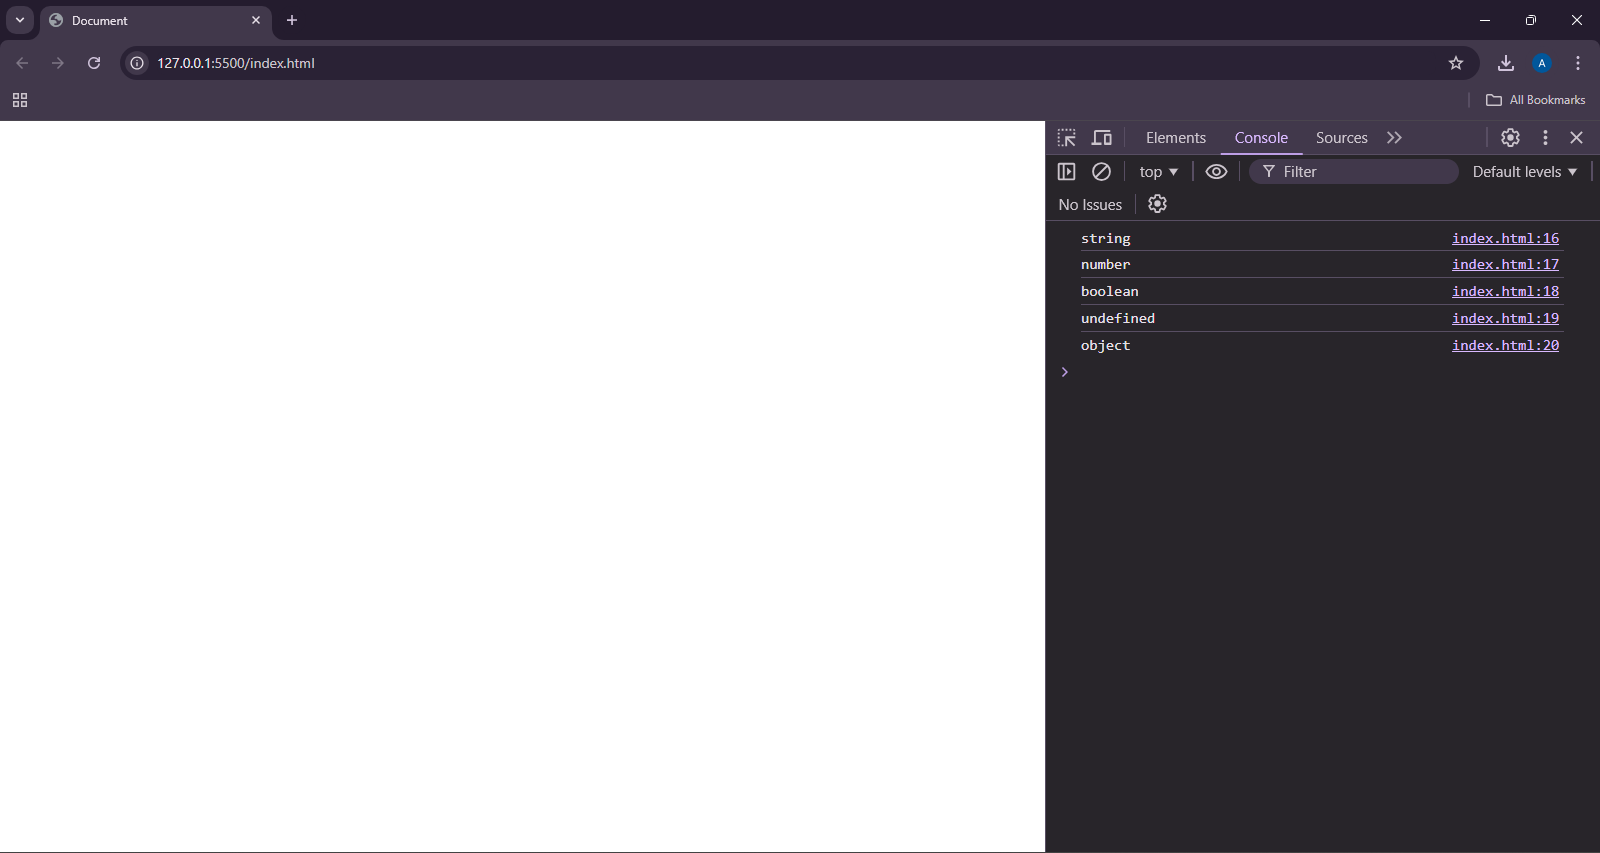 Document
127.0.0.1:5500/index.html
A
All Bookmarks
Elements Console Sources
top Filter Default levels
No Issues
string index.html:16
number index.html:17
boolean index.html:18
undefined index.html:19
object index.html:20